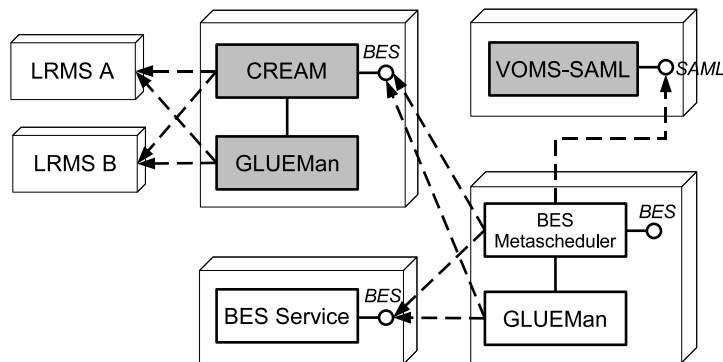 LRMS A
CREAM
BES
VOMS-SAML
SAML
LRMS B
GLUEMan
BES
Metascheduler
BES
BES Service
BES
GLUEMan